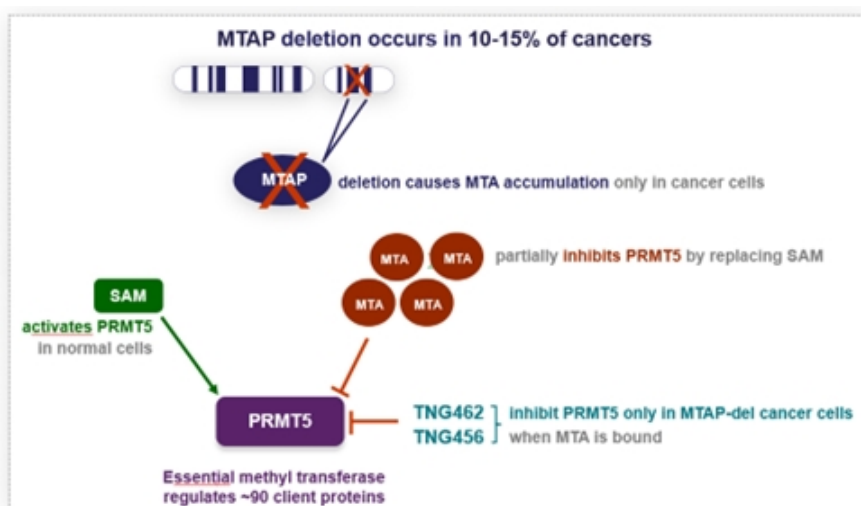 MTAP deletion occurs in 10-15% of cancers
MTAP
deletion causes MTA accumulation only in cancer cells
MTA
MTA
partially inhibits PRMT5 by replacing SAM
MTA
MTA
SAM
activates PRMT5
in normal cells
PRMT5
TNG462
inhibit PRMT5 only in MTAP-del cancer cells
TNG456
when MTA is bound
Essential methyl transferase
regulates ~90 client proteins